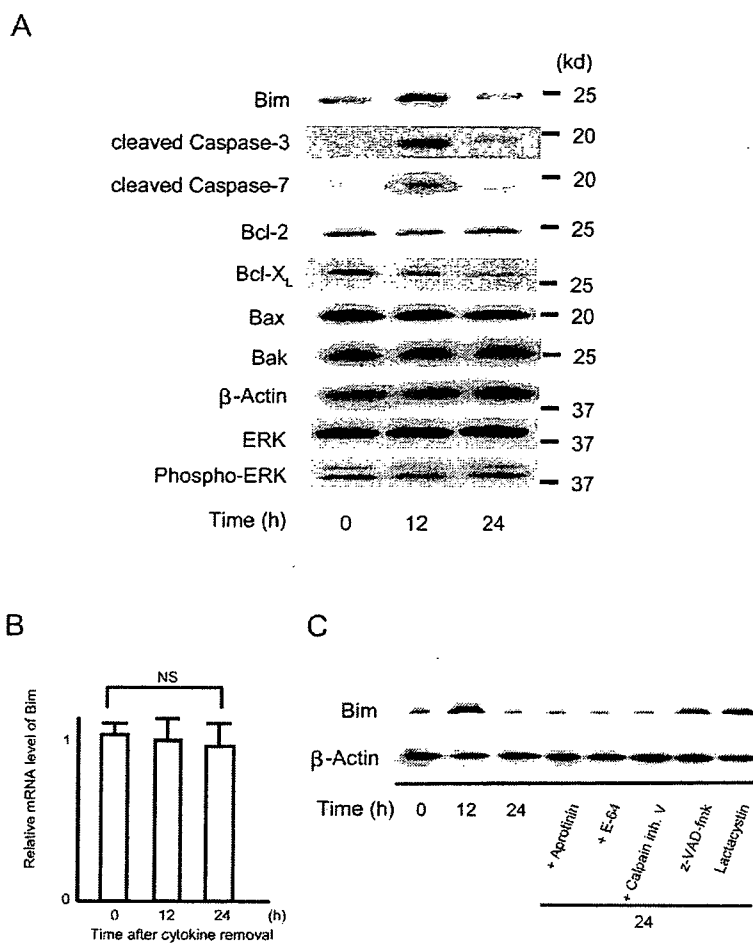 A
(kd)
Bim 25
cleaved Caspase-3 20
cleaved Caspase-7 20
Bcl-2 25
Bcl-XL 25
Bax 20
Bak 25
β-Actin 37
ERK 37
Phospho-ERK 37
Time (h) 0 12 24
B
NS
Relative mRNA level of Bim
1
0
0 12 24 (h)
Time after cytokine removal
C
Bim
β-Actin
Time (h) 0 12 24 + Aprotinin + E-64 + Calpain inh. V z-VAD-fmk Lactacystin
24